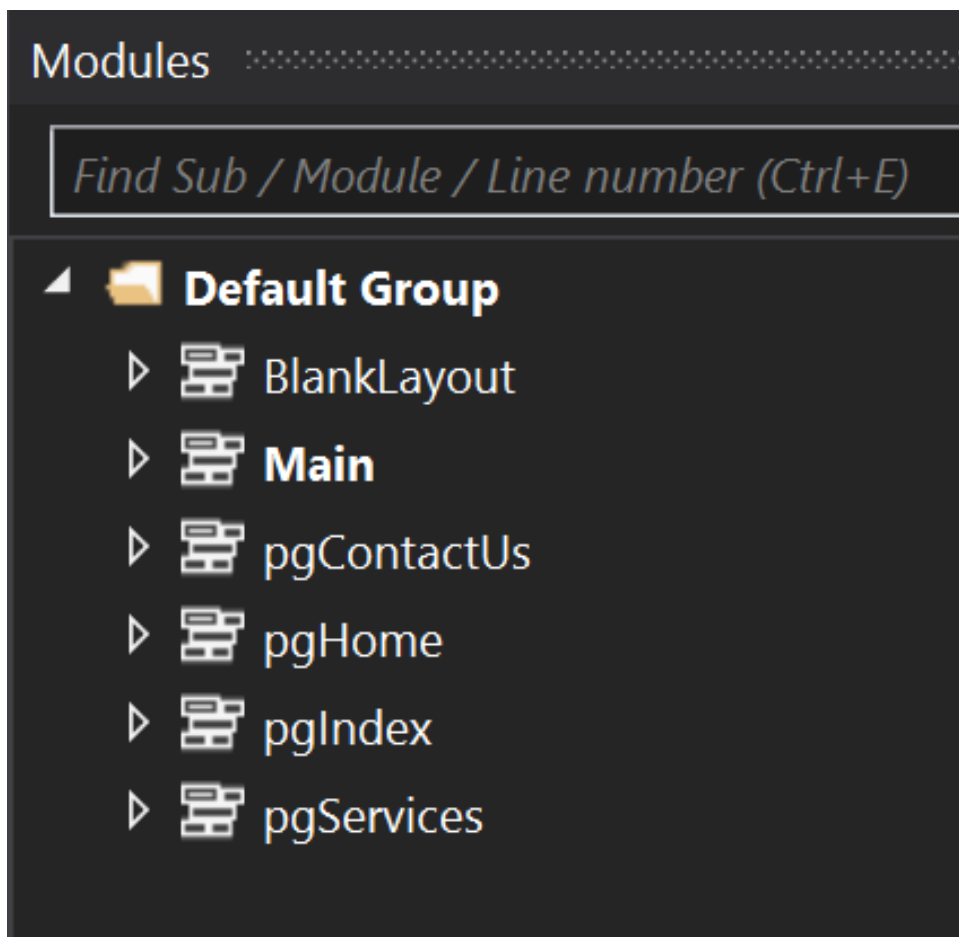 Modules
Find Sub / Module / Line number (Ctrl+E)
Default Group
BlankLayout
Main
pgContactUs
pgHome
pgIndex
pgServices